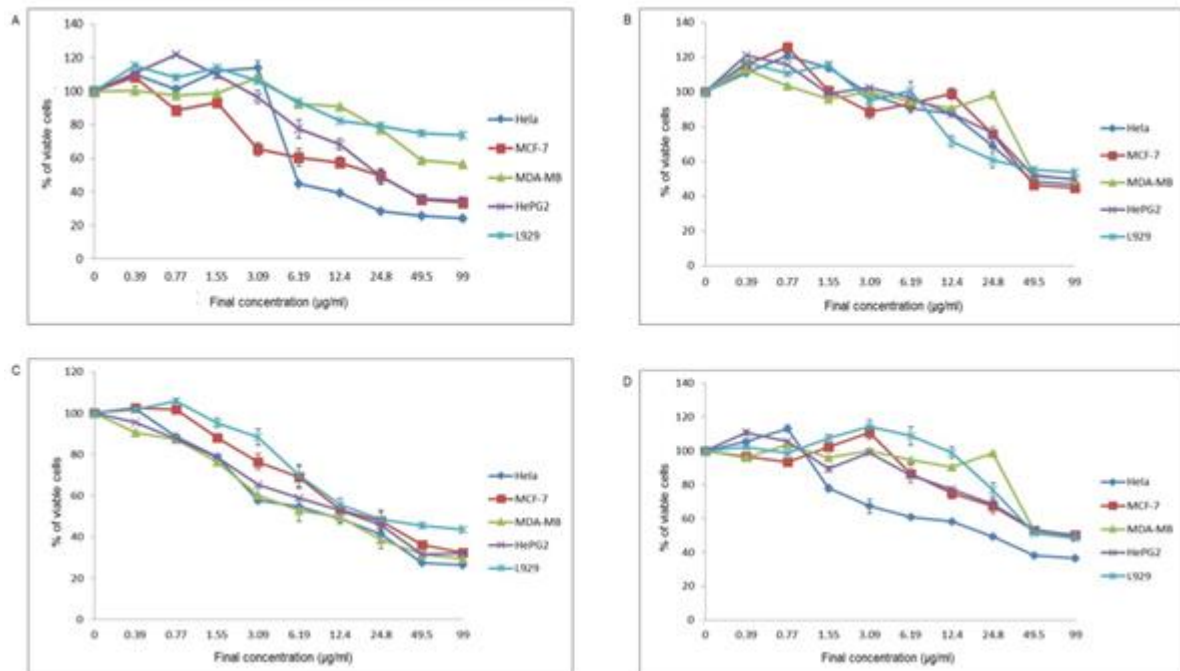 A
140
120
100
80
60
40
20
0
% of viable cells
0 0.39 0.77 1.55 3.09 6.19 12.4 24.8 49.5 99
Final concentration (µg/ml)
Hela
MCF-7
MDA-MB
HePG2
L929
B
140
120
100
80
60
40
20
0
% of viable cells
0 0.39 0.77 1.55 3.09 6.19 12.4 24.8 49.5 99
Final concentration (µg/ml)
Hela
MCF-7
MDA-MB
HePG2
L929
C
120
100
80
60
40
20
0
% of viable cells
0 0.39 0.77 1.55 3.09 6.19 12.4 24.8 49.5 99
Final concentration (µg/ml)
Hela
MCF-7
MDA-MB
HePG2
L929
D
140
120
100
80
60
40
20
0
% of viable cells
0 0.39 0.77 1.55 3.09 6.19 12.4 24.8 49.5 99
Final concentration (µg/ml)
Hela
MCF-7
MDA-MB
HePG2
L929